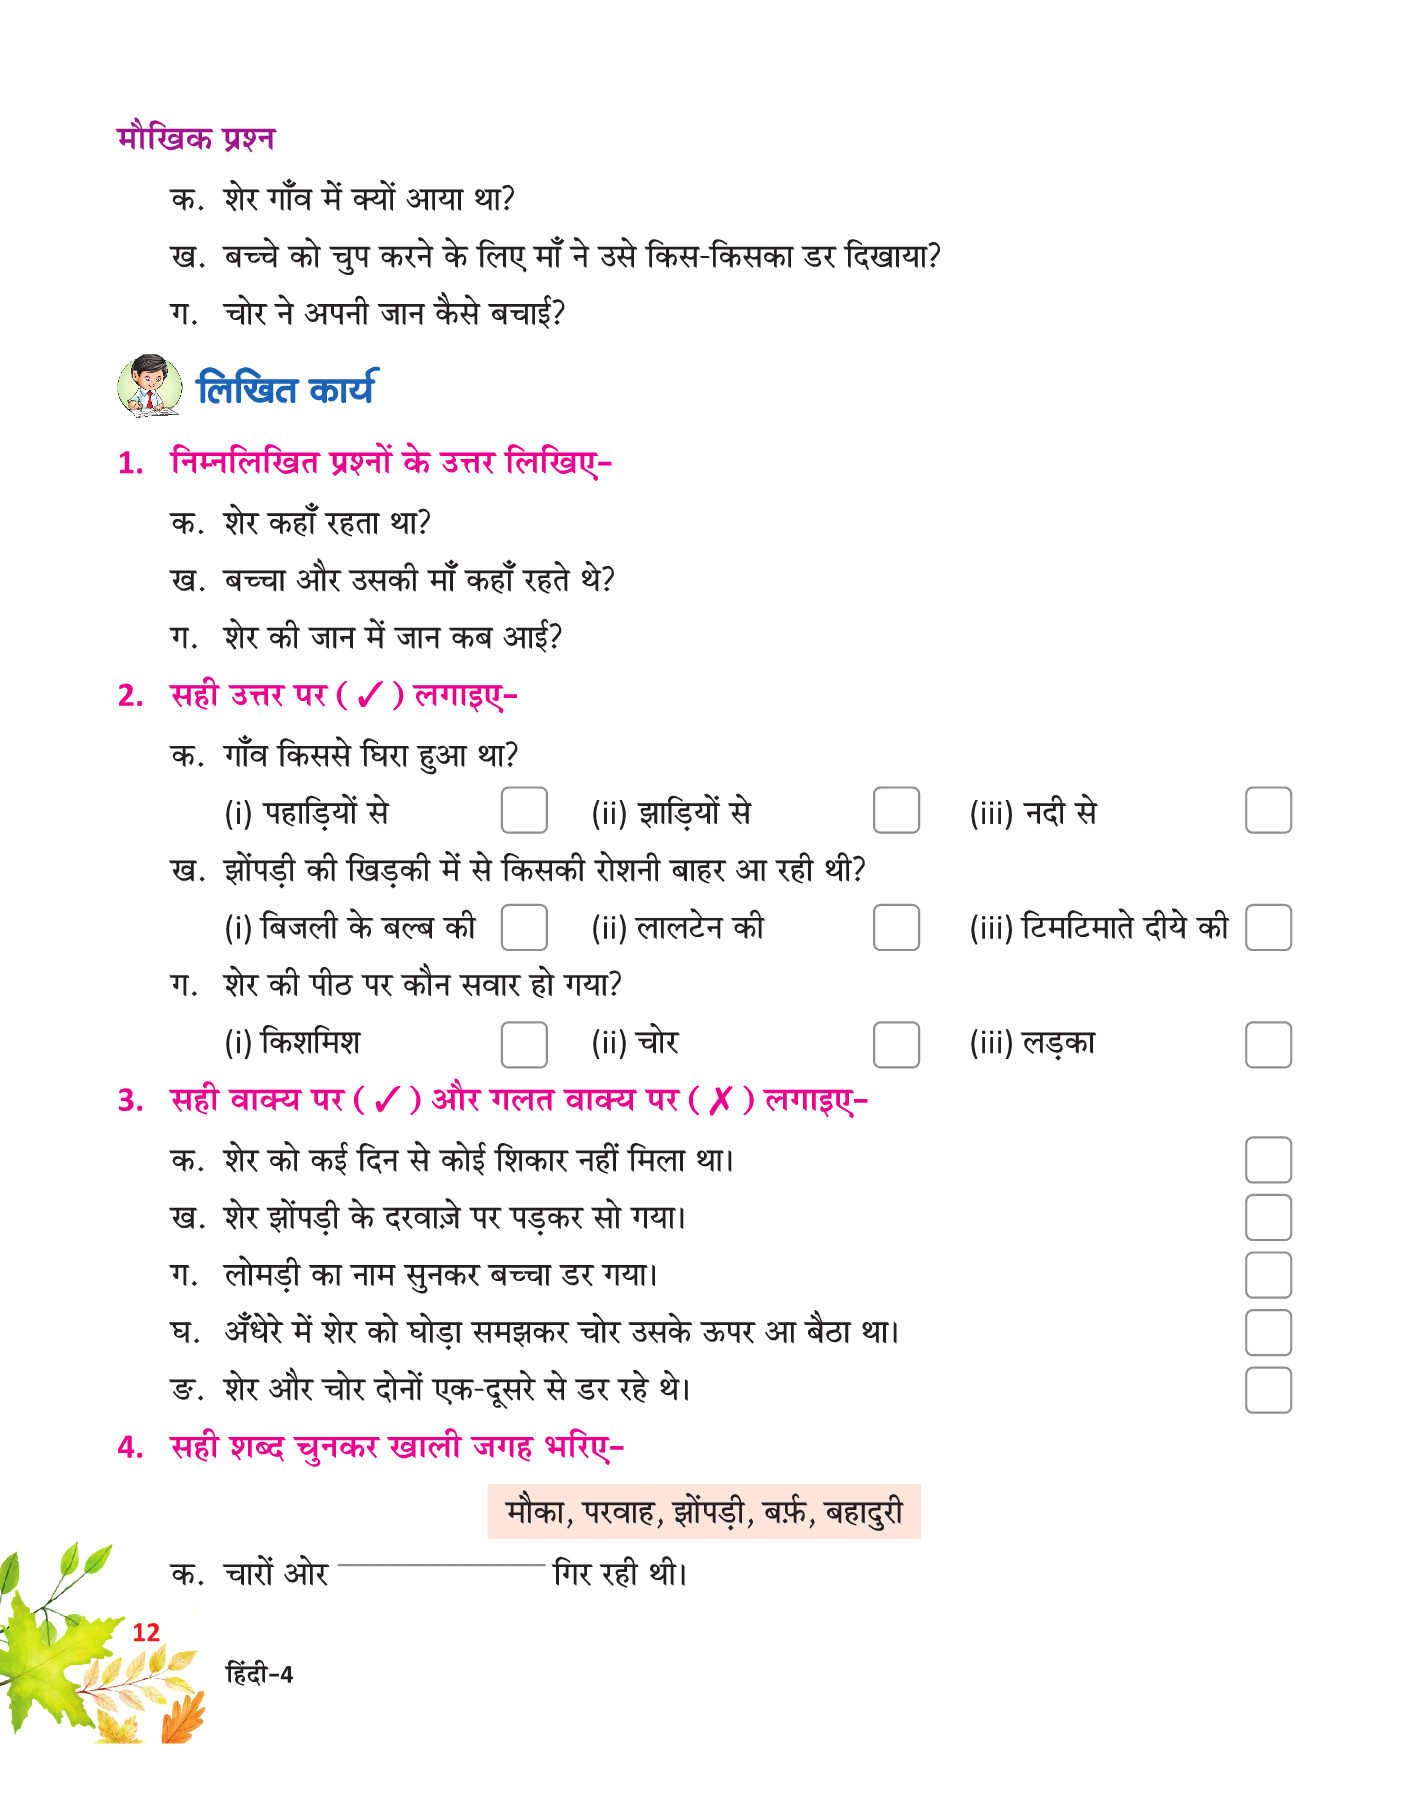 मौखिक प्रश्न
क. शेर गाँव में क्यों आया था?
ख. बच्चे को चुप करने के लिए माँ ने उसे किस-किसका डर दिखाया?
ग. चोर ने अपनी जान कैसे बचाई?
लिखित कार्य
1. निम्नलिखित प्रश्नों के उत्तर लिखिए–
क. शेर कहाँ रहता था?
ख. बच्चा और उसकी माँ कहाँ रहते थे?
ग. शेर की जान में जान कब आई?
2. सही उत्तर पर (✓) लगाइए–
क. गाँव किससे घिरा हुआ था?
(i) पहाड़ियों से (ii) झाड़ियों से (iii) नदी से
ख. झोंपड़ी की खिड़की में से किसकी रोशनी बाहर आ रही थी?
(i) बिजली के बल्ब की (ii) लालटेन की (iii) टिमटिमाते दीये की
ग. शेर की पीठ पर कौन सवार हो गया?
(i) किशमिश (ii) चोर (iii) लड़का
3. सही वाक्य पर (✓) और गलत वाक्य पर (✗) लगाइए–
क. शेर को कई दिन से कोई शिकार नहीं मिला था।
ख. शेर झोंपड़ी के दरवाज़े पर पड़कर सो गया।
ग. लोमड़ी का नाम सुनकर बच्चा डर गया।
घ. अँधेरे में शेर को घोड़ा समझकर चोर उसके ऊपर आ बैठा था।
ङ. शेर और चोर दोनों एक-दूसरे से डर रहे थे।
4. सही शब्द चुनकर खाली जगह भरिए–
मौका, परवाह, झोंपड़ी, बर्फ़, बहादुरी
क. चारों ओर ____________ गिर रही थी।
12
हिंदी–4